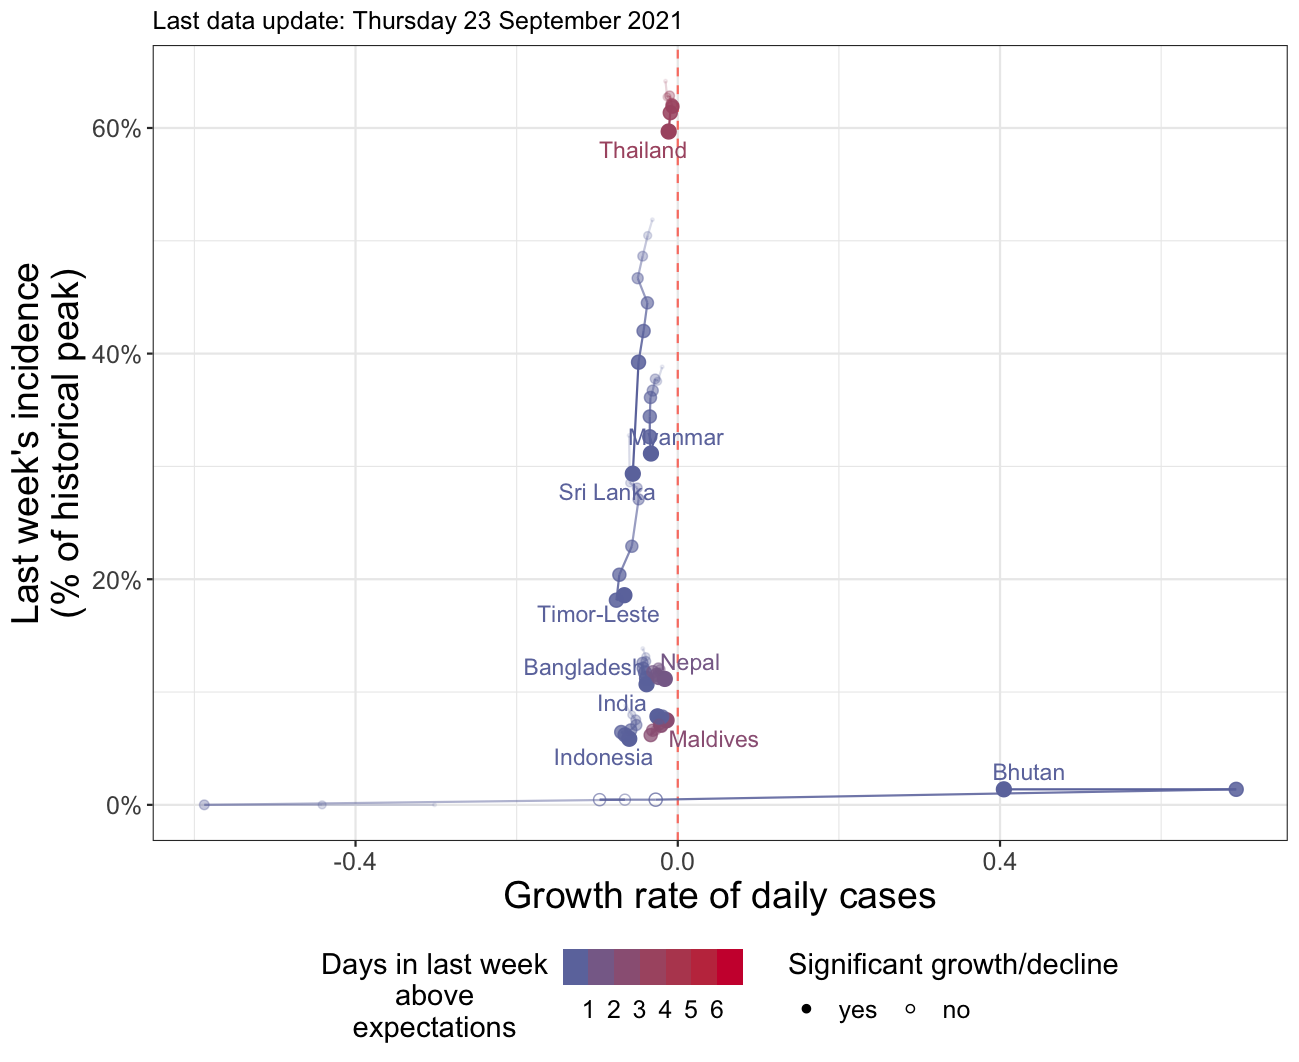 Last data update: Thursday 23 September 2021
Last week's incidence
(% of historical peak)
60%
40%
20%
0%
Thailand
Myanmar
Sri Lanka
Timor-Leste
Bangladesh
Nepal
India
Maldives
Indonesia
Bhutan
-0.4
0.0
0.4
Growth rate of daily cases
Days in last week
above
expectations
1 2 3 4 5 6
Significant growth/decline
yes
no